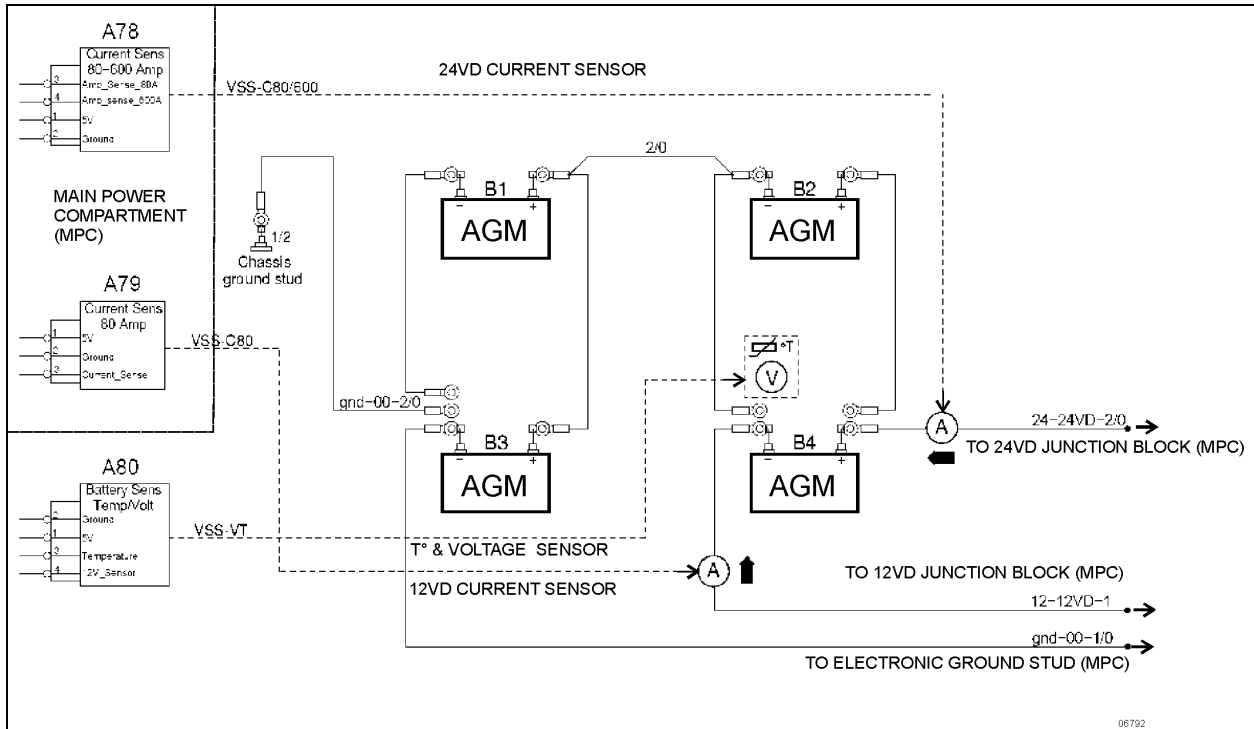 A78
Current Sens
80-600 Amp
3 Amp_Sense_80A
4 Amp_sense_600A
1 5V
2 Ground
24VD CURRENT SENSOR
VSS-C80/600
MAIN POWER
COMPARTMENT
(MPC)
1/2
Chassis
ground stud
2/0
B1
- +
AGM
B2
- +
AGM
A79
Current Sens
80 Amp
1 5V
2 Ground
3 Current_Sense
VSS-C80
°T
V
gnd-00-2/0
B3
- +
AGM
B4
- +
AGM
A
24-24VD-2/0
TO 24VD JUNCTION BLOCK (MPC)
A80
Battery Sens
Temp/Volt
2 Ground
1 5V
3 Temperature
4 12V_Sensor
VSS-VT
T° & VOLTAGE SENSOR
12VD CURRENT SENSOR
A
TO 12VD JUNCTION BLOCK (MPC)
12-12VD-1
gnd-00-1/0
TO ELECTRONIC GROUND STUD (MPC)
06792